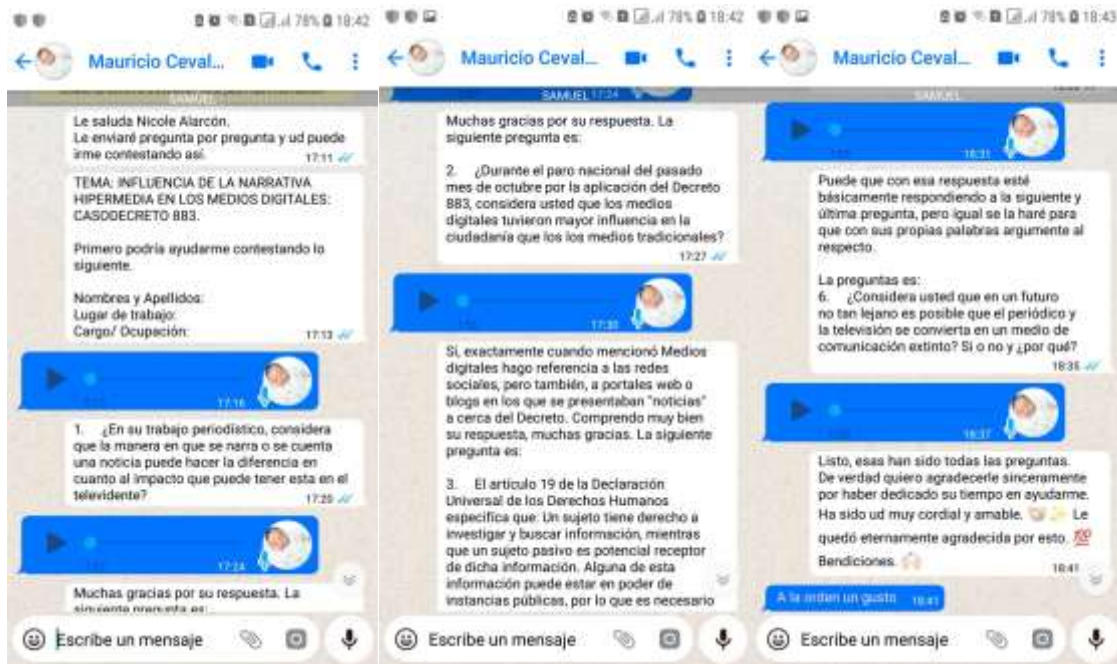 78% 18:42
Mauricio Ceval...
SAMUEL
Le saluda Nicole Alarcón.
Le enviaré pregunta por pregunta y ud puede
irme contestando así.
17:11
TEMA: INFLUENCIA DE LA NARRATIVA
HIPERMEDIA EN LOS MEDIOS DIGITALES:
CASODECRETO 883.
Primero podría ayudarme contestando lo
siguiente.
Nombres y Apellidos:
Lugar de trabajo:
Cargo/ Ocupación:
17:13
17:16
1. ¿En su trabajo periodístico, considera
que la manera en que se narra o se cuenta
una noticia puede hacer la diferencia en
cuanto al impacto que puede tener esta en el
televidente?
17:20
17:24
Muchas gracias por su respuesta. La
siguiente pregunta es:
Escribe un mensaje
78% 18:42
Mauricio Ceval...
SAMUEL 17:24
Muchas gracias por su respuesta. La
siguiente pregunta es:
2. ¿Durante el paro nacional del pasado
mes de octubre por la aplicación del Decreto
883, considera usted que los medios
digitales tuvieron mayor influencia en la
ciudadanía que los los medios tradicionales?
17:27
17:30
Si, exactamente cuando mencionó Medios
digitales hago referencia a las redes
sociales, pero también, a portales web o
blogs en los que se presentaban "noticias"
a cerca del Decreto. Comprendo muy bien
su respuesta, muchas gracias. La siguiente
pregunta es:
3. El artículo 19 de la Declaración
Universal de los Derechos Humanos
especifica que: Un sujeto tiene derecho a
investigar y buscar información, mientras
que un sujeto pasivo es potencial receptor
de dicha información. Alguna de esta
información puede estar en poder de
instancias públicas, por lo que es necesario
Escribe un mensaje
78% 18:43
Mauricio Ceval...
SAMUEL
18:31
Puede que con esa respuesta esté
básicamente respondiendo a la siguiente y
última pregunta, pero igual se la haré para
que con sus propias palabras argumente al
respecto.
La preguntas es:
6. ¿Considera usted que en un futuro
no tan lejano es posible que el periódico y
la televisión se convierta en un medio de
comunicación extinto? Si o no y ¿por qué?
18:35
18:37
Listo, esas han sido todas las preguntas.
De verdad quiero agradecerle sinceramente
por haber dedicado su tiempo en ayudarme.
Ha sido ud muy cordial y amable. Le
quedó eternamente agradecida por esto. 💯
Bendiciones.
18:41
A la orden un gusto 18:41
Escribe un mensaje